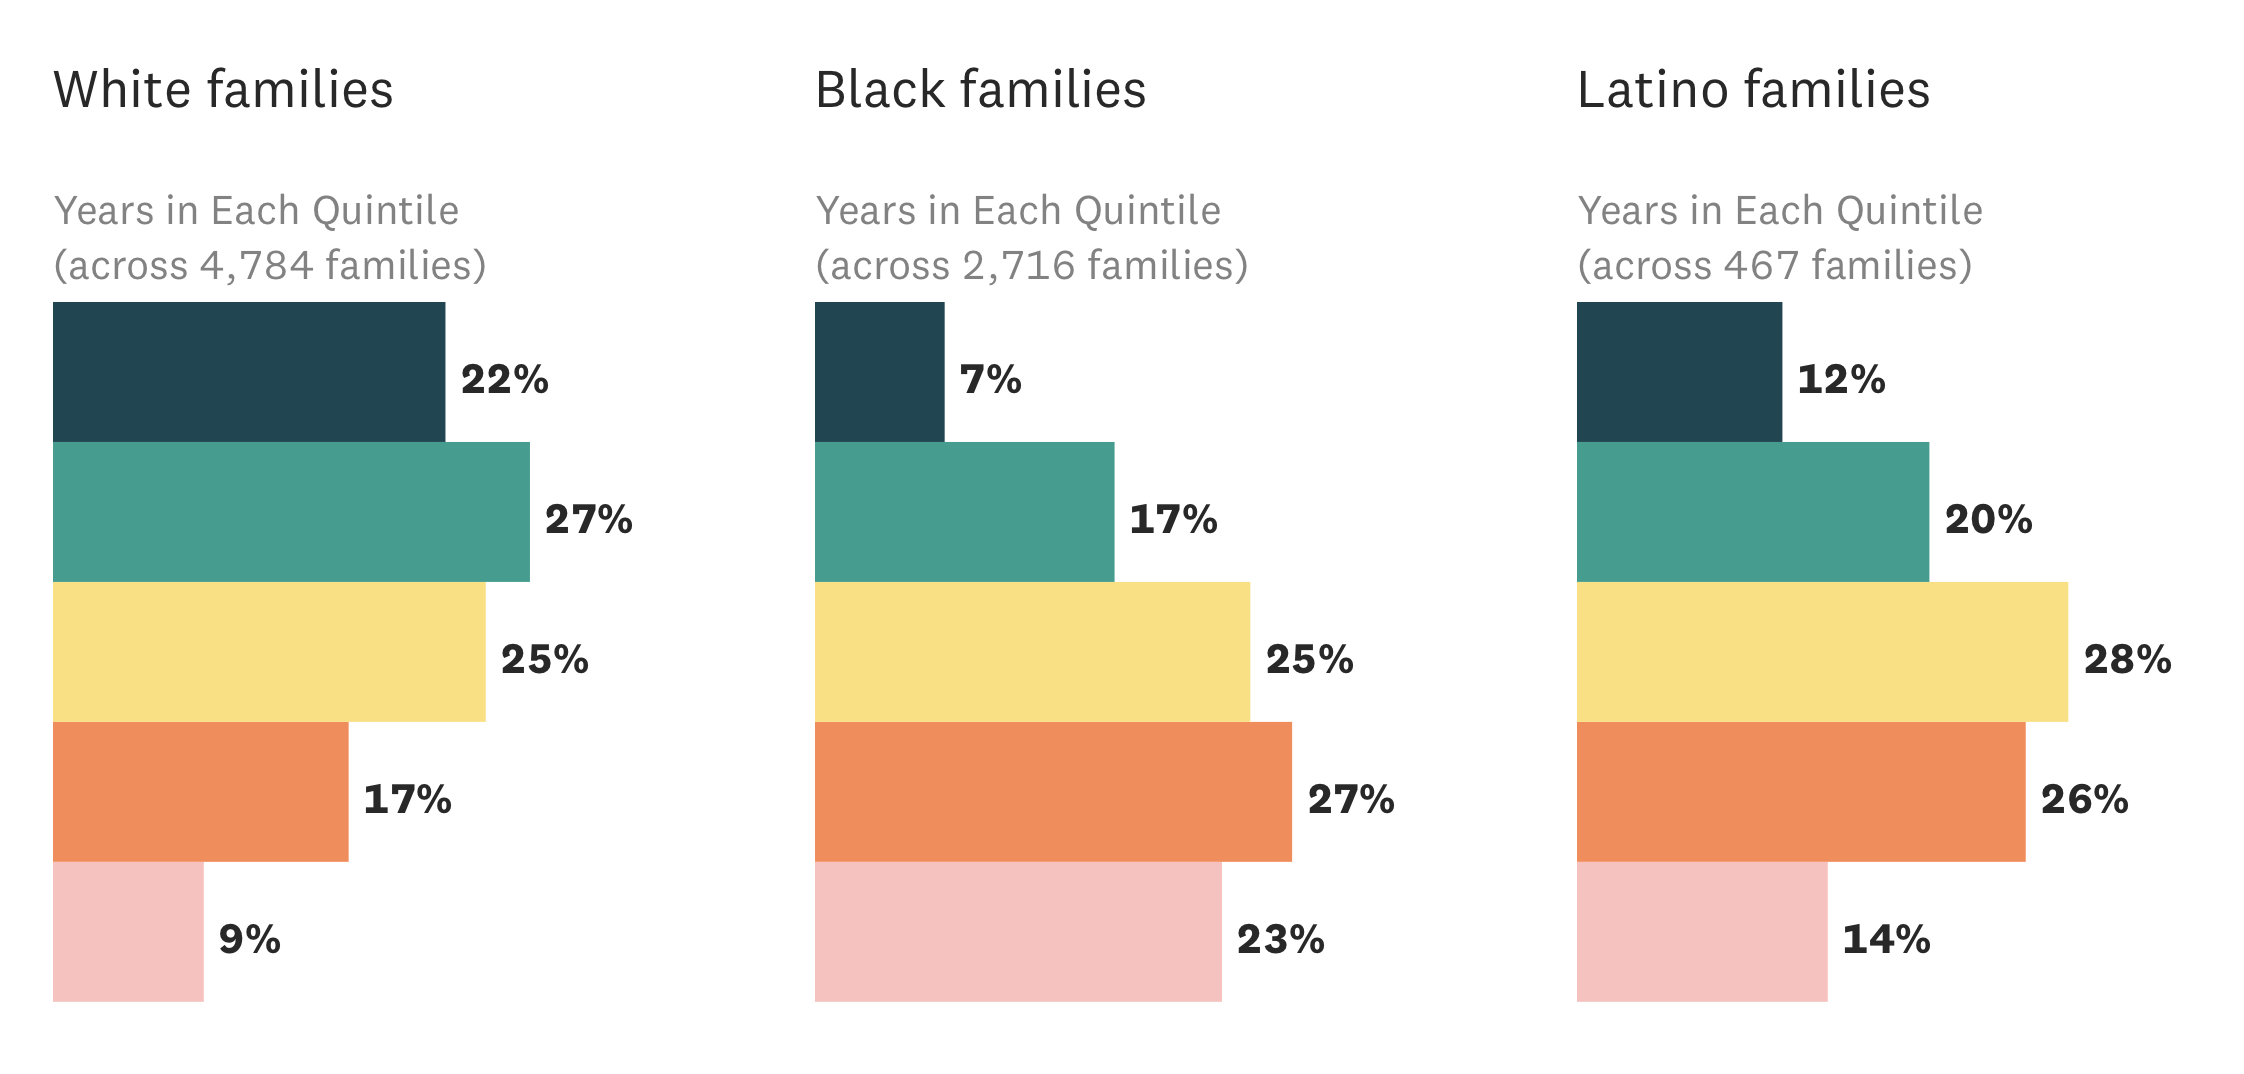 White families
Years in Each Quintile
(across 4,784 families)
22%
27%
25%
17%
9%
Black families
Years in Each Quintile
(across 2,716 families)
7%
17%
25%
27%
23%
Latino families
Years in Each Quintile
(across 467 families)
12%
20%
28%
26%
14%